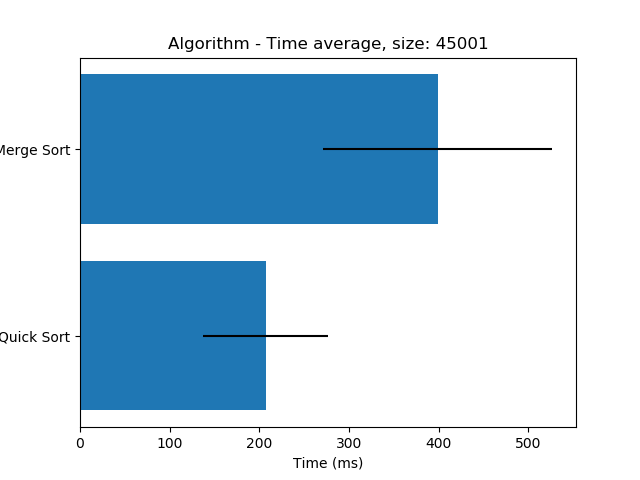 Algorithm - Time average, size: 45001
Merge Sort
Quick Sort
0 100 200 300 400 500
Time (ms)